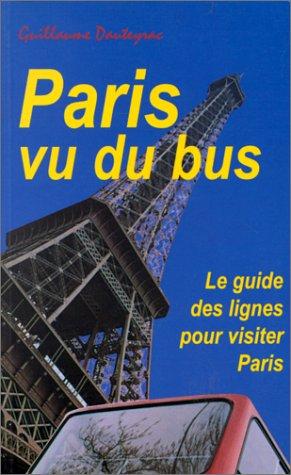 Guillaume Dauteyrac
Paris
vu du bus
Le guide
des lignes
pour visiter
Paris